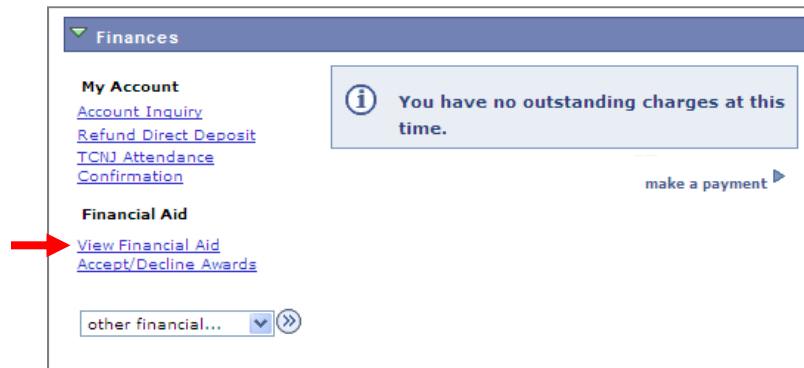 Finances
My Account
Account Inquiry
Refund Direct Deposit
TCNJ Attendance
Confirmation
Financial Aid
View Financial Aid
Accept/Decline Awards
other financial...
You have no outstanding charges at this
time.
make a payment